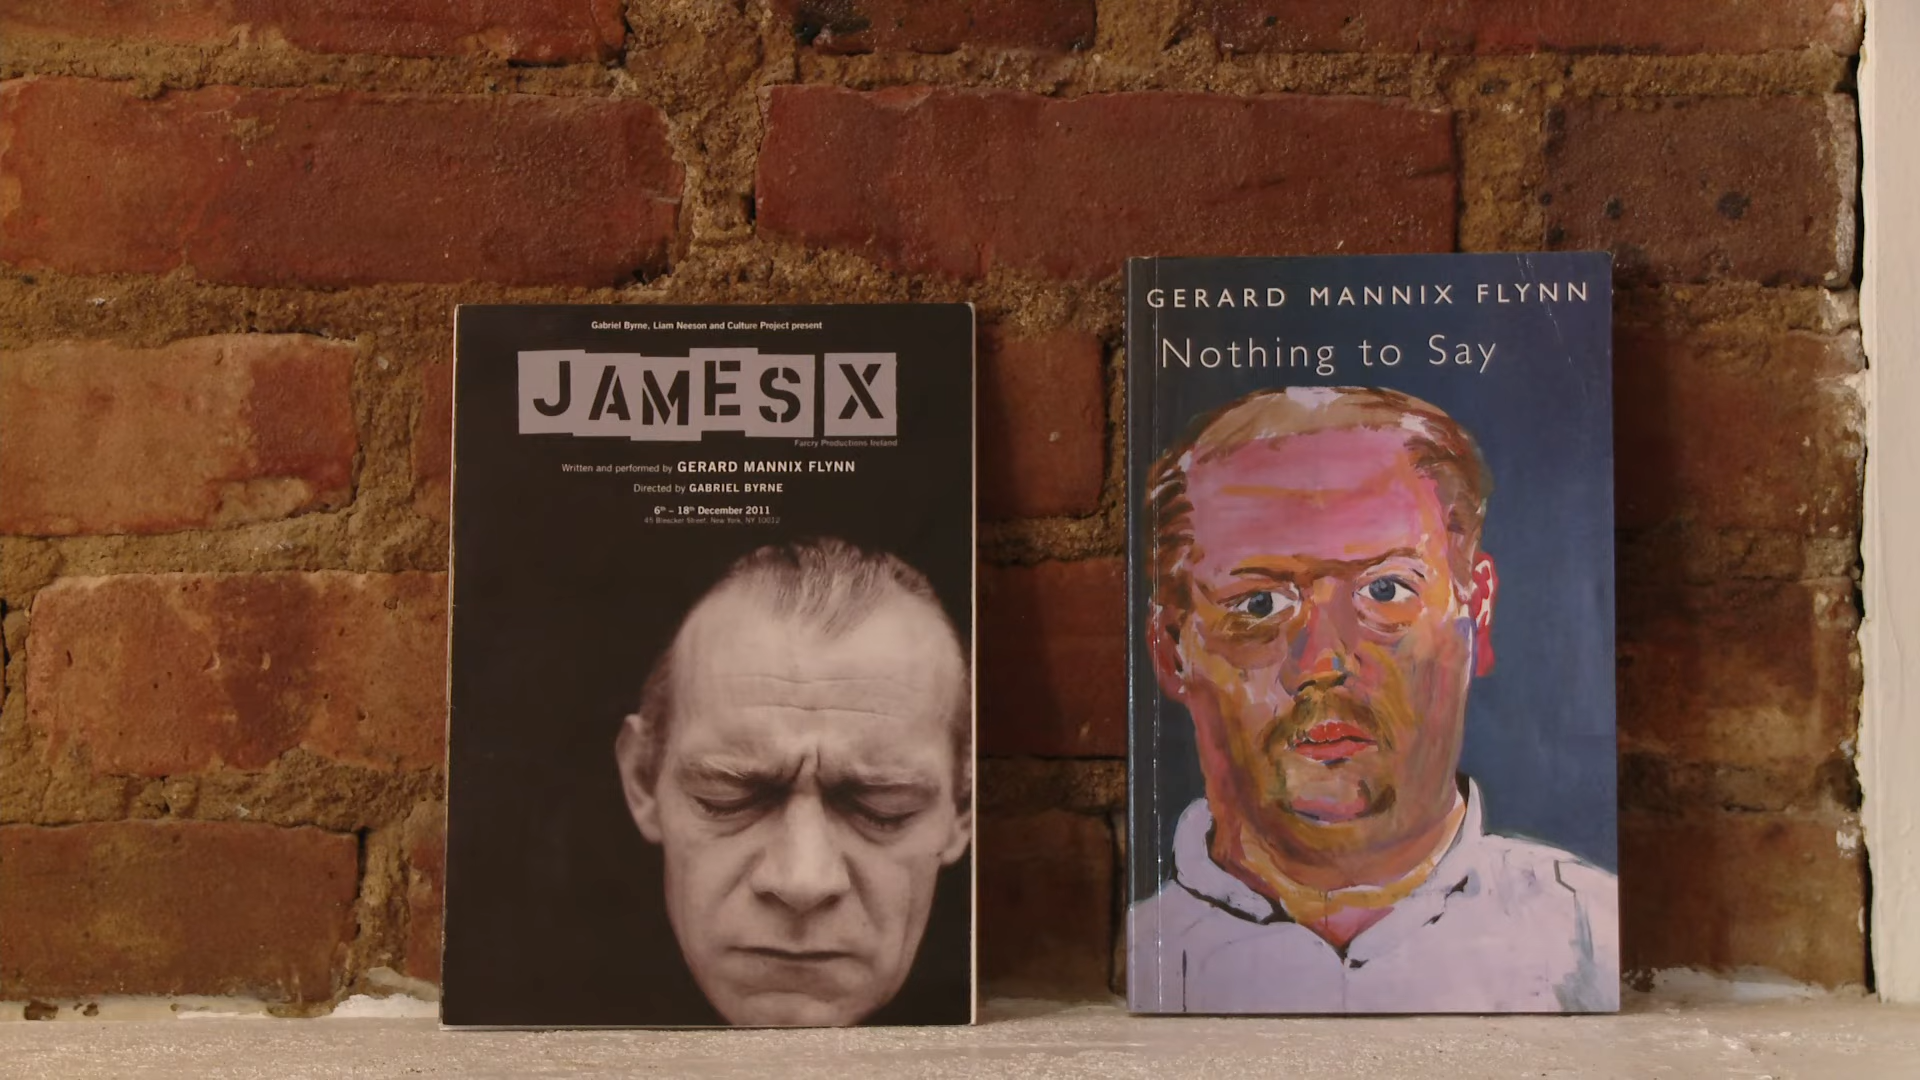 Gabriel Byrne, Liam Neeson and Culture Project present
JAMES X
Farcry Productions Ireland
Written and performed by GERARD MANNIX FLYNN
Directed by GABRIEL BYRNE
6th – 18th December 2011
45 Bleecker Street, New York, NY 10012
GERARD MANNIX FLYNN
Nothing to Say